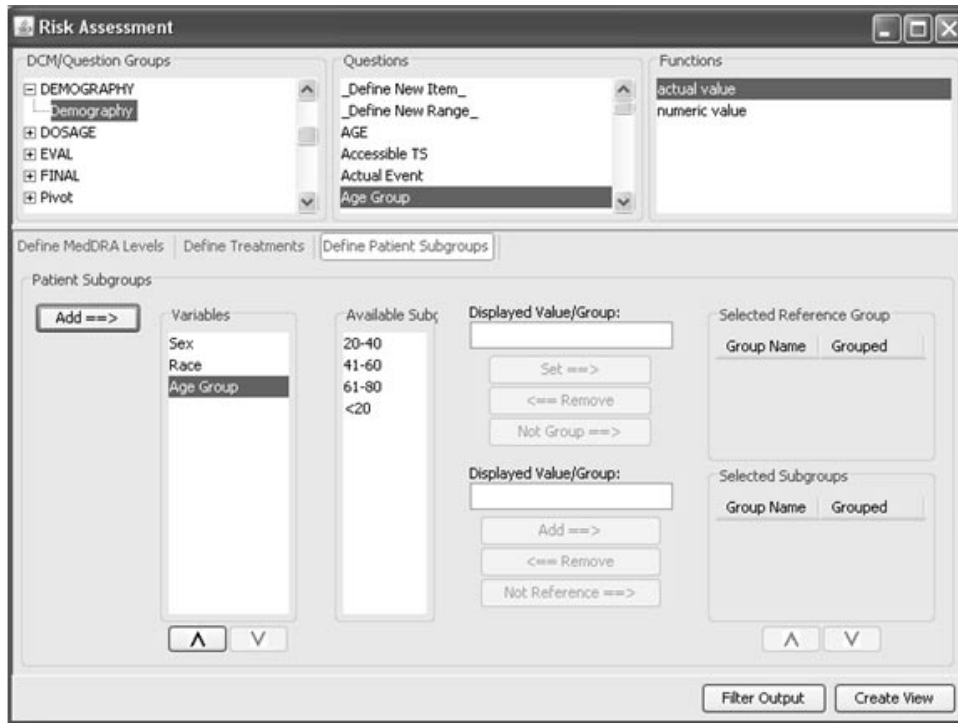 Risk Assessment
DCM/Question Groups
DEMOGRAPHY
Demography
DOSAGE
EVAL
FINAL
Pivot
Questions
_Define New Item_
_Define New Range_
AGE
Accessible TS
Actual Event
Age Group
Functions
actual value
numeric value
Define MedDRA Levels
Define Treatments
Define Patient Subgroups
Patient Subgroups
Add ==>
Variables
Sex
Race
Age Group
Available Subg
20-40
41-60
61-80
<20
Displayed Value/Group:
Set ==>
<== Remove
Not Group ==>
Displayed Value/Group:
Add ==>
<== Remove
Not Reference ==>
Selected Reference Group
Group Name Grouped
Selected Subgroups
Group Name Grouped
Filter Output
Create View